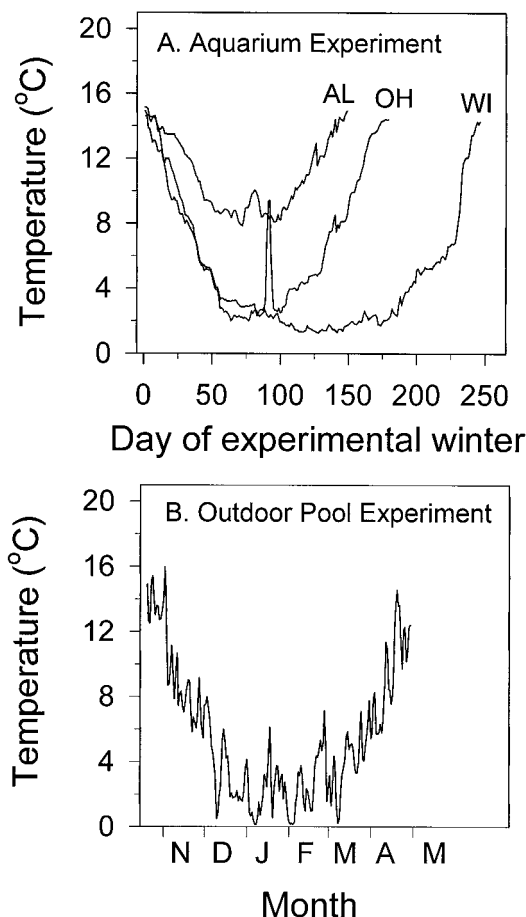 A. Aquarium Experiment
AL
OH
WI
Temperature (°C)
20
16
12
8
4
0
0 50 100 150 200 250
Day of experimental winter
B. Outdoor Pool Experiment
Temperature (°C)
20
16
12
8
4
0
N D J F M A M
Month